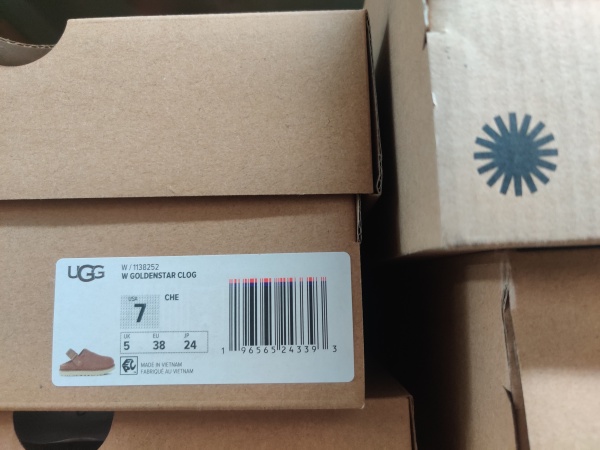 UGG
W / 1138252
W GOLDENSTAR CLOG
USA
7
CHE
UK EU JP
5 38 24
MADE IN VIETNAM
FABRIQUÉ AU VIETNAM
1 96565 24339 3